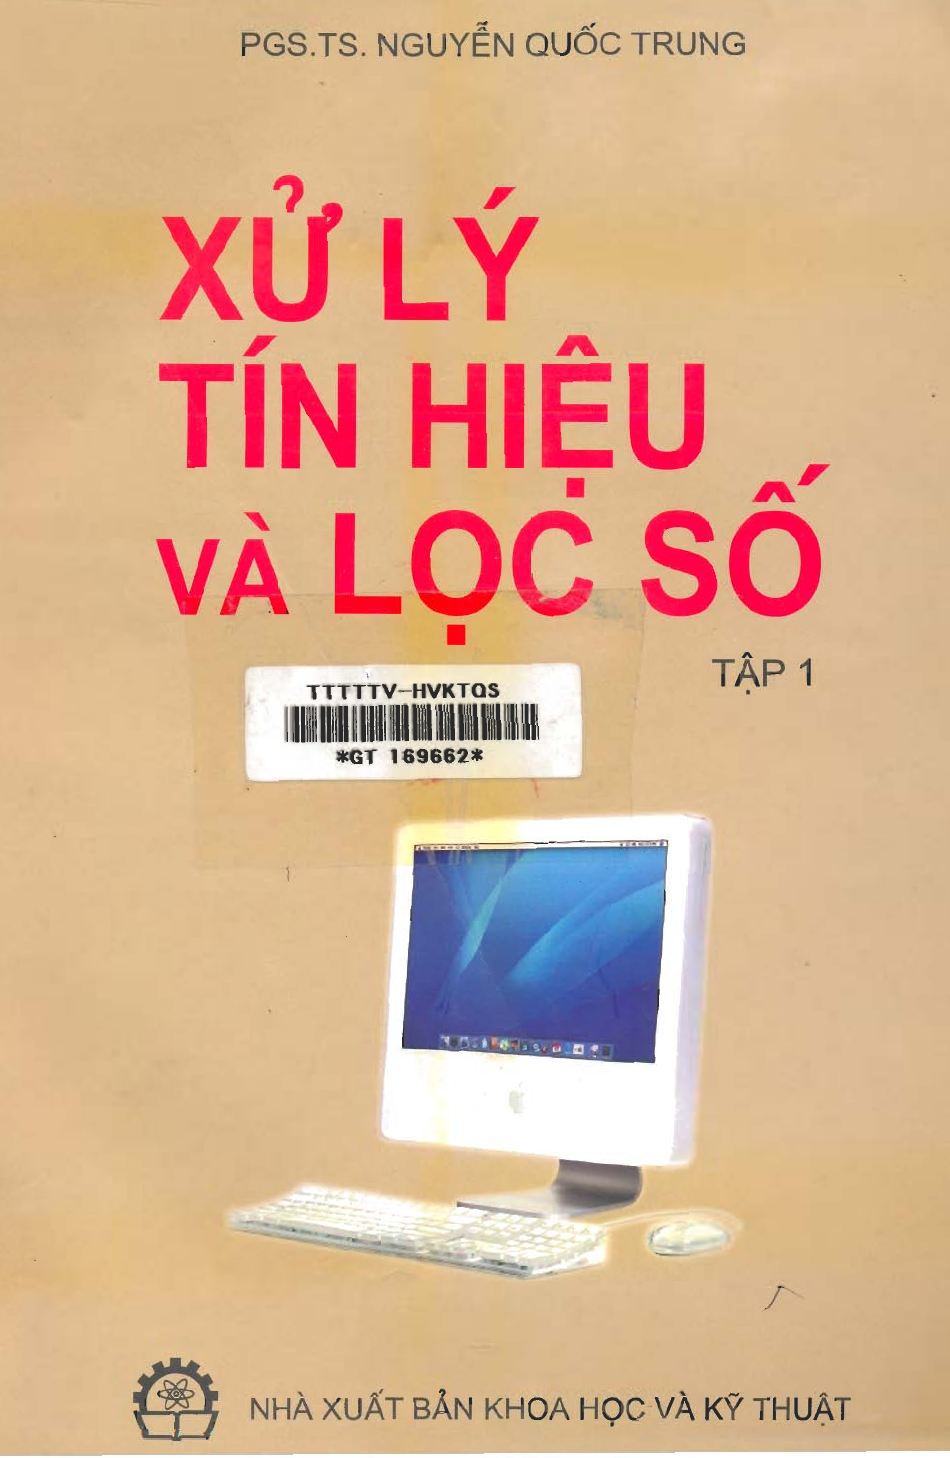 PGS.TS. NGUYỄN QUỐC TRUNG
XỬ LÝ
TÍN HIỆU
VÀ LỌC SỐ
TẬP 1
TTTTTV-HVKTQS
*GT 169662*
NHÀ XUẤT BẢN KHOA HỌC VÀ KỸ THUẬT